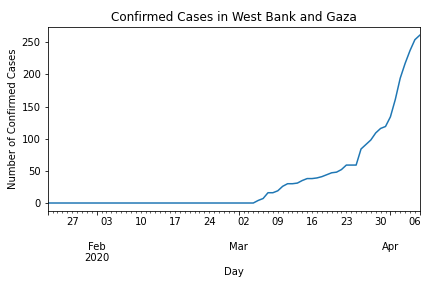 Confirmed Cases in West Bank and Gaza
Number of Confirmed Cases
250
200
150
100
50
0
27 03 10 17 24 02 09 16 23 30 06
Feb Mar Apr
2020
Day